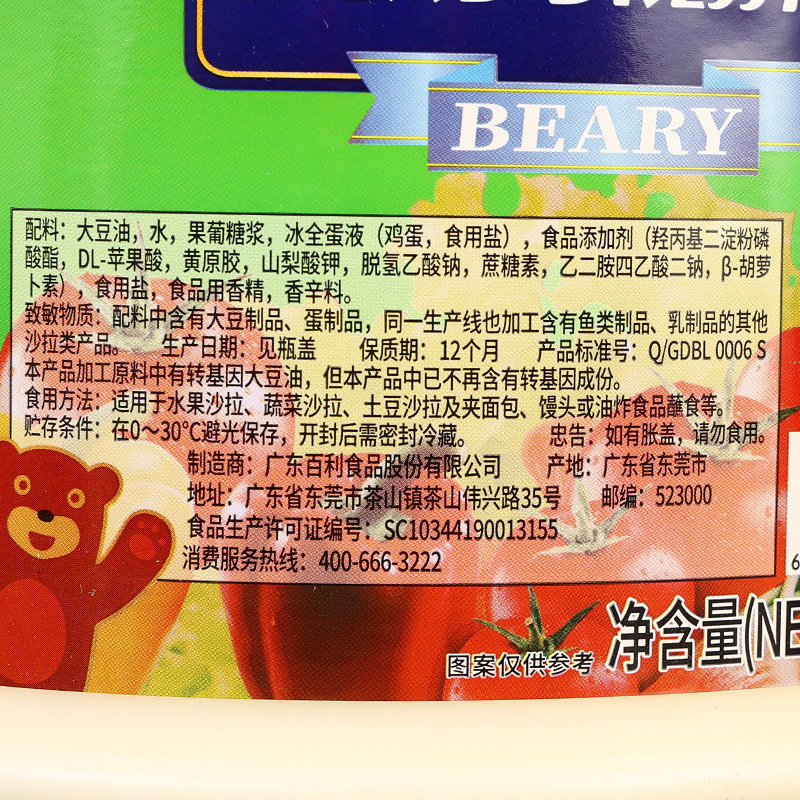 BEARY
配料：大豆油，水，果葡糖浆，冰全蛋液（鸡蛋，食用盐），食品添加剂（羟丙基二淀粉磷
酸酯，DL-苹果酸，黄原胶，山梨酸钾，脱氢乙酸钠，蔗糖素，乙二胺四乙酸二钠，β-胡萝
卜素），食用盐，食品用香精，香辛料。
致敏物质：配料中含有大豆制品、蛋制品，同一生产线也加工含有鱼类制品、乳制品的其他
沙拉类产品。 生产日期：见瓶盖 保质期：12个月 产品标准号：Q/GDBL 0006 S
本产品加工原料中有转基因大豆油，但本产品中已不再含有转基因成份。
食用方法：适用于水果沙拉、蔬菜沙拉、土豆沙拉及夹面包、馒头或油炸食品蘸食等。
贮存条件：在0～30℃避光保存，开封后需密封冷藏。 忠告：如有胀盖，请勿食用。
制造商：广东百利食品股份有限公司 产地：广东省东莞市
地址：广东省东莞市茶山镇茶山伟兴路35号 邮编：523000
食品生产许可证编号：SC10344190013155
消费服务热线：400-666-3222
6
图案仅供参考 净含量(NE